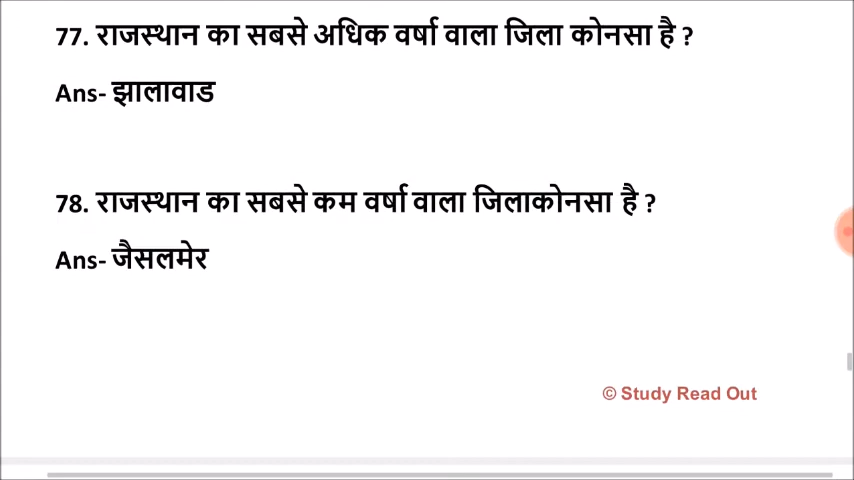 77. राजस्थान का सबसे अधिक वर्षा वाला जिला कोनसा है ?
Ans- झालावाड
78. राजस्थान का सबसे कम वर्षा वाला जिलाकोनसा है ?
Ans- जैसलमेर
© Study Read Out